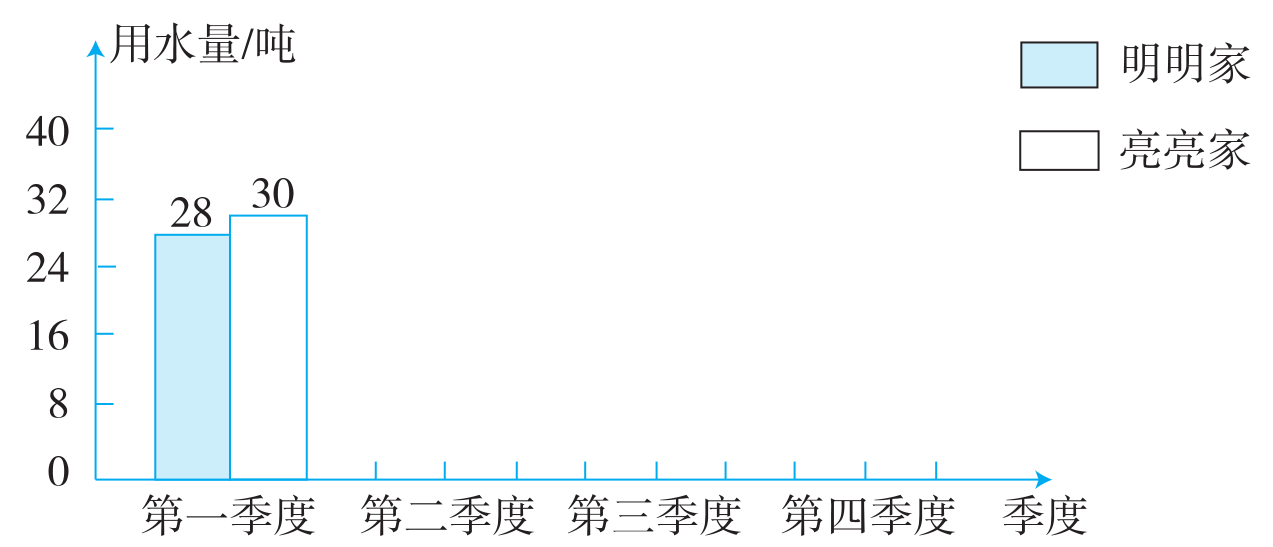 用水量/吨
明明家
亮亮家
40
32
24
16
8
0
28
30
第一季度
第二季度
第三季度
第四季度
季度